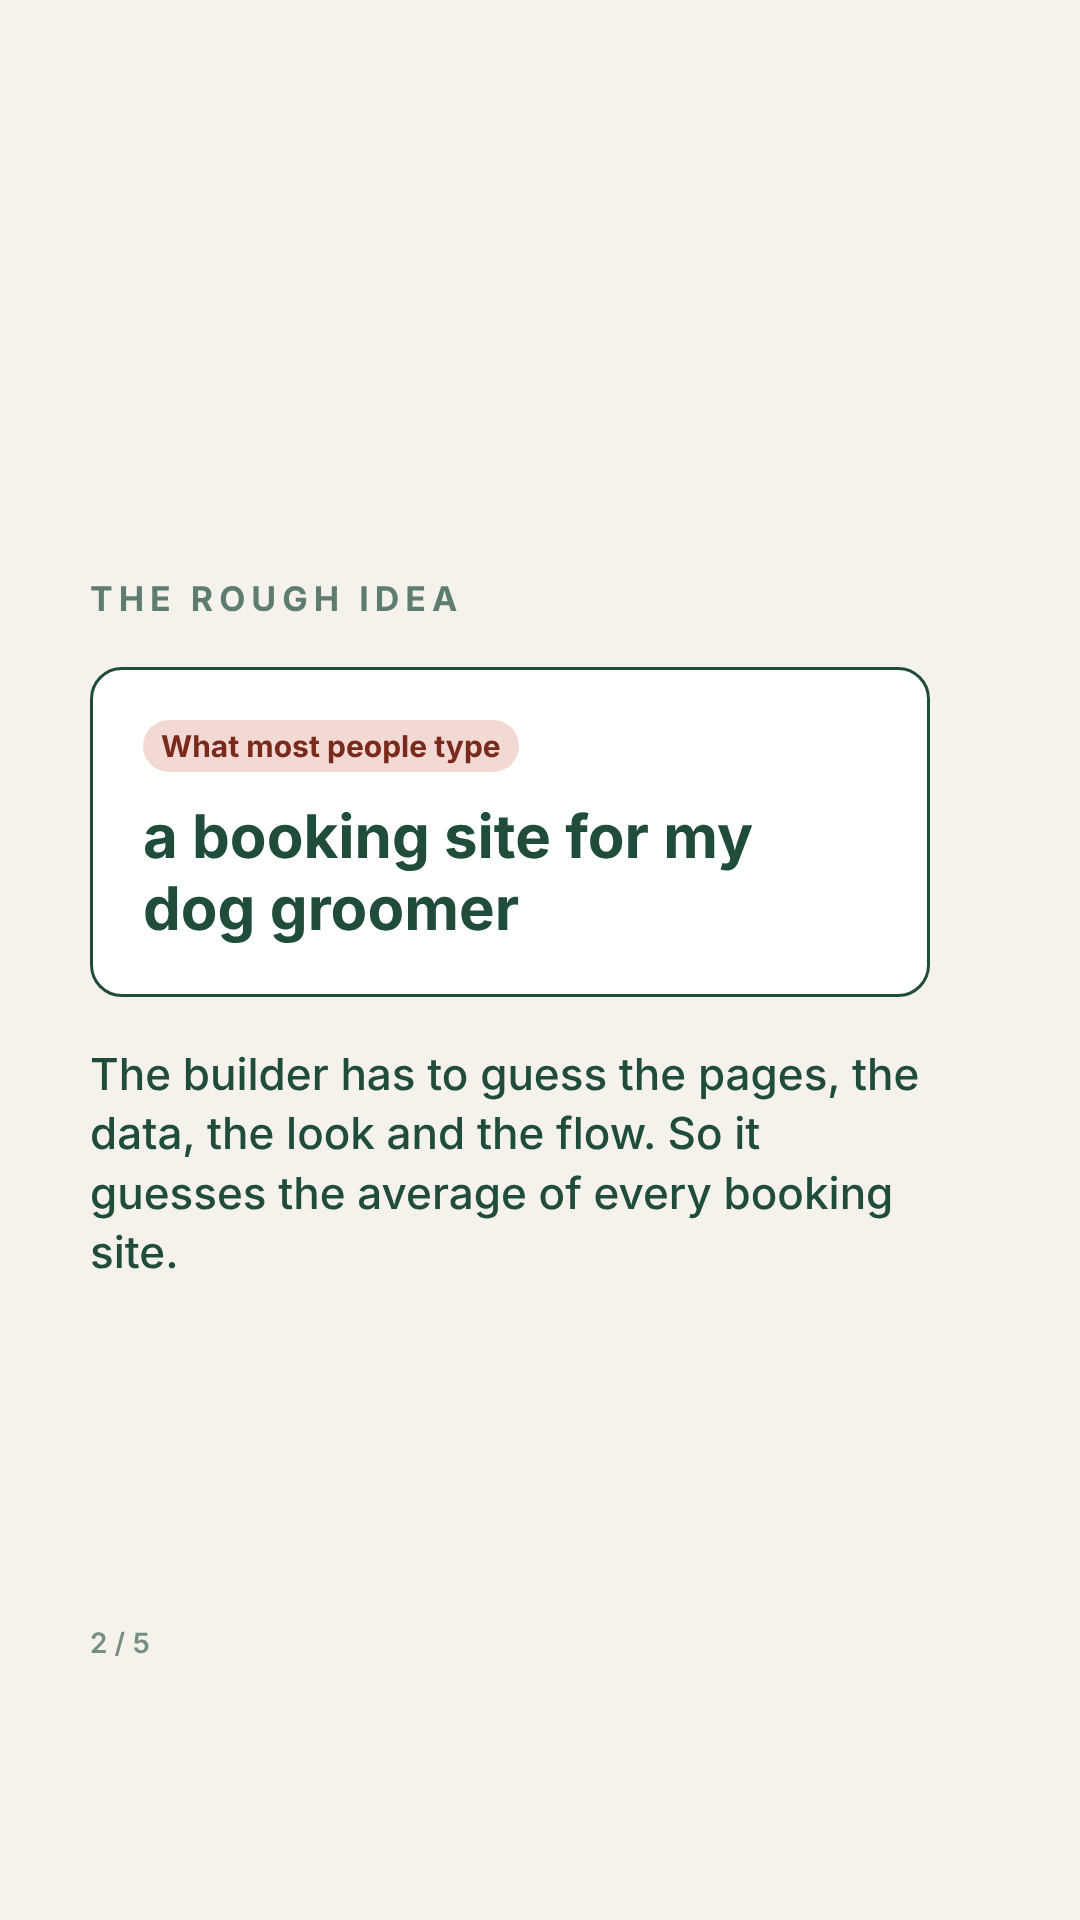 THE ROUGH IDEA
What most people type
a booking site for my
dog groomer
The builder has to guess the pages, the
data, the look and the flow. So it
guesses the average of every booking
site.
2 / 5